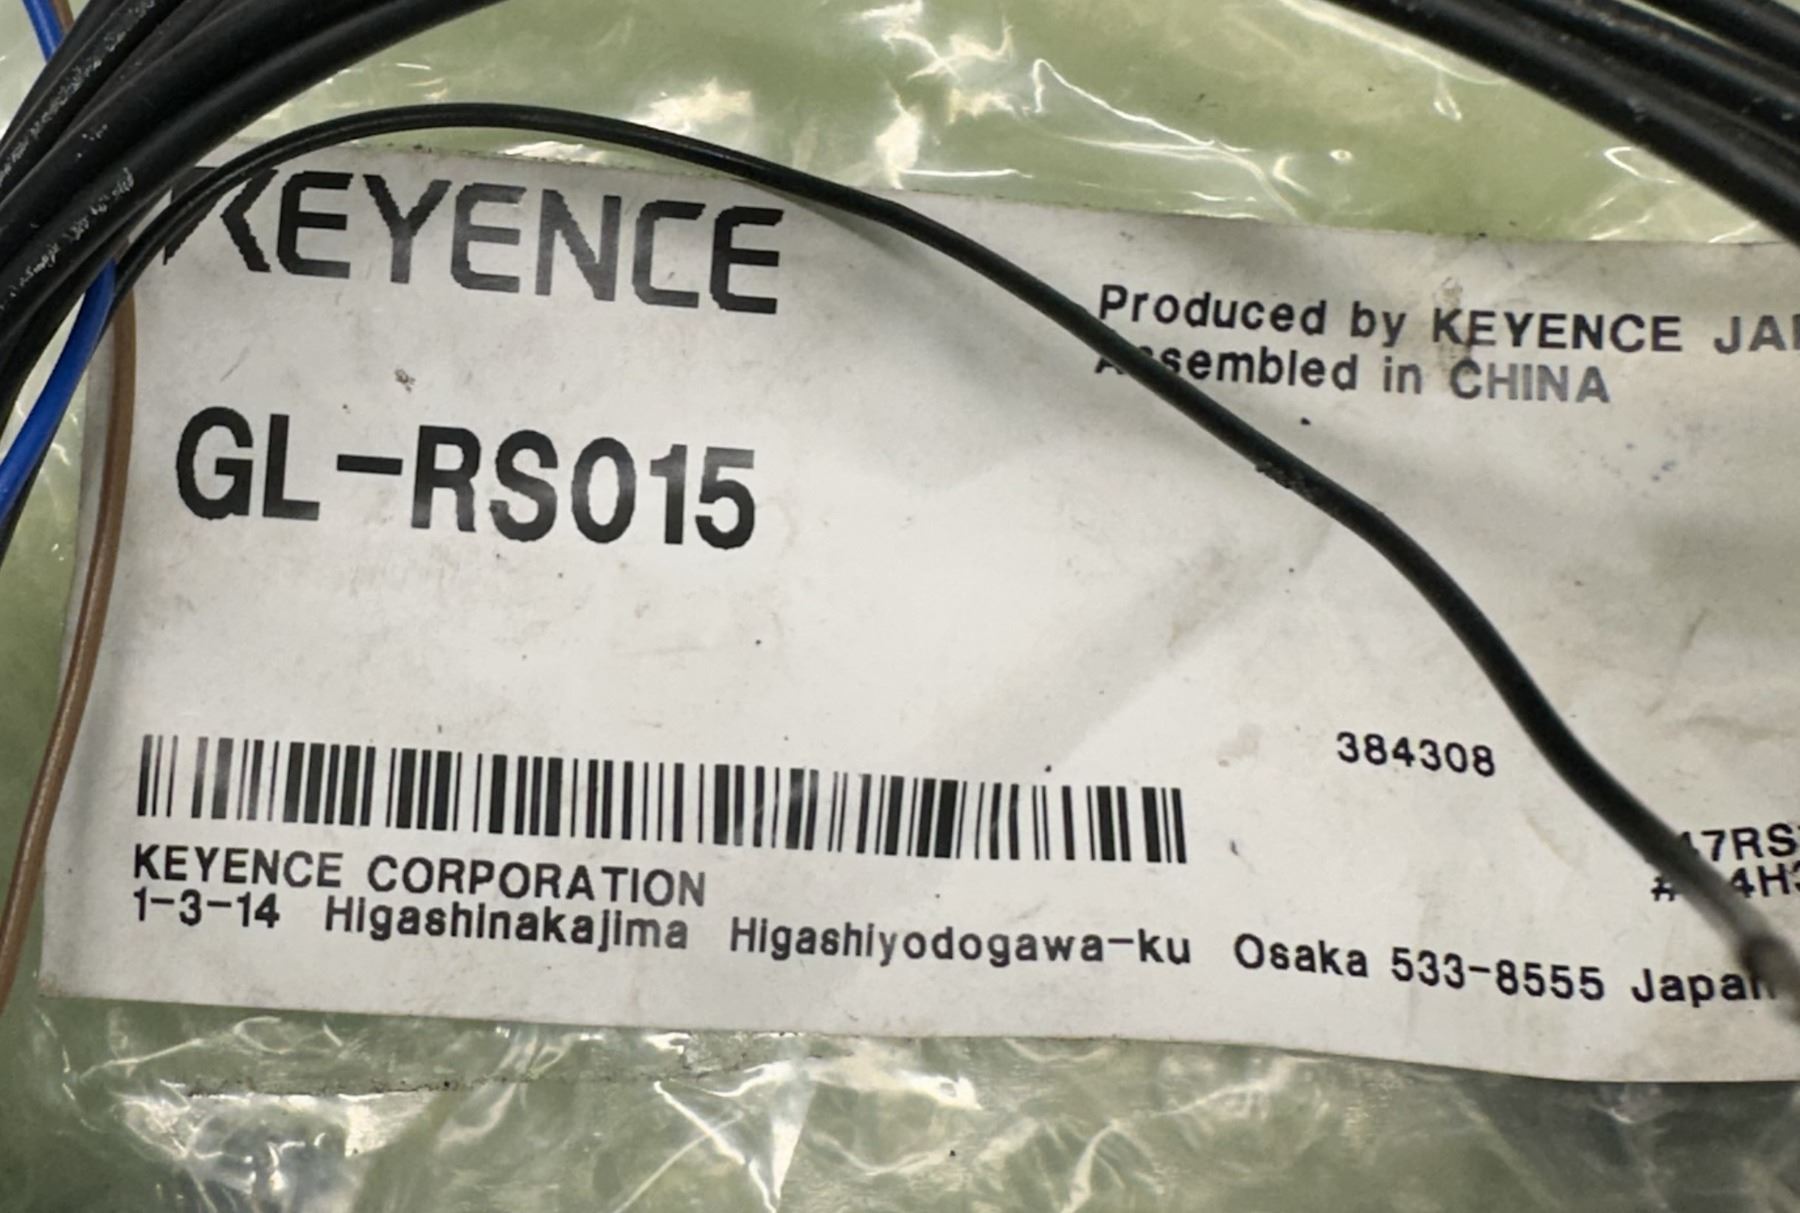 KEYENCE
Produced by KEYENCE
Assembled in CHINA
GL-RS015
384308
KEYENCE CORPORATION
1-3-14 Higashinakajima Higashiyodogawa-ku Osaka 533-8555 Japan